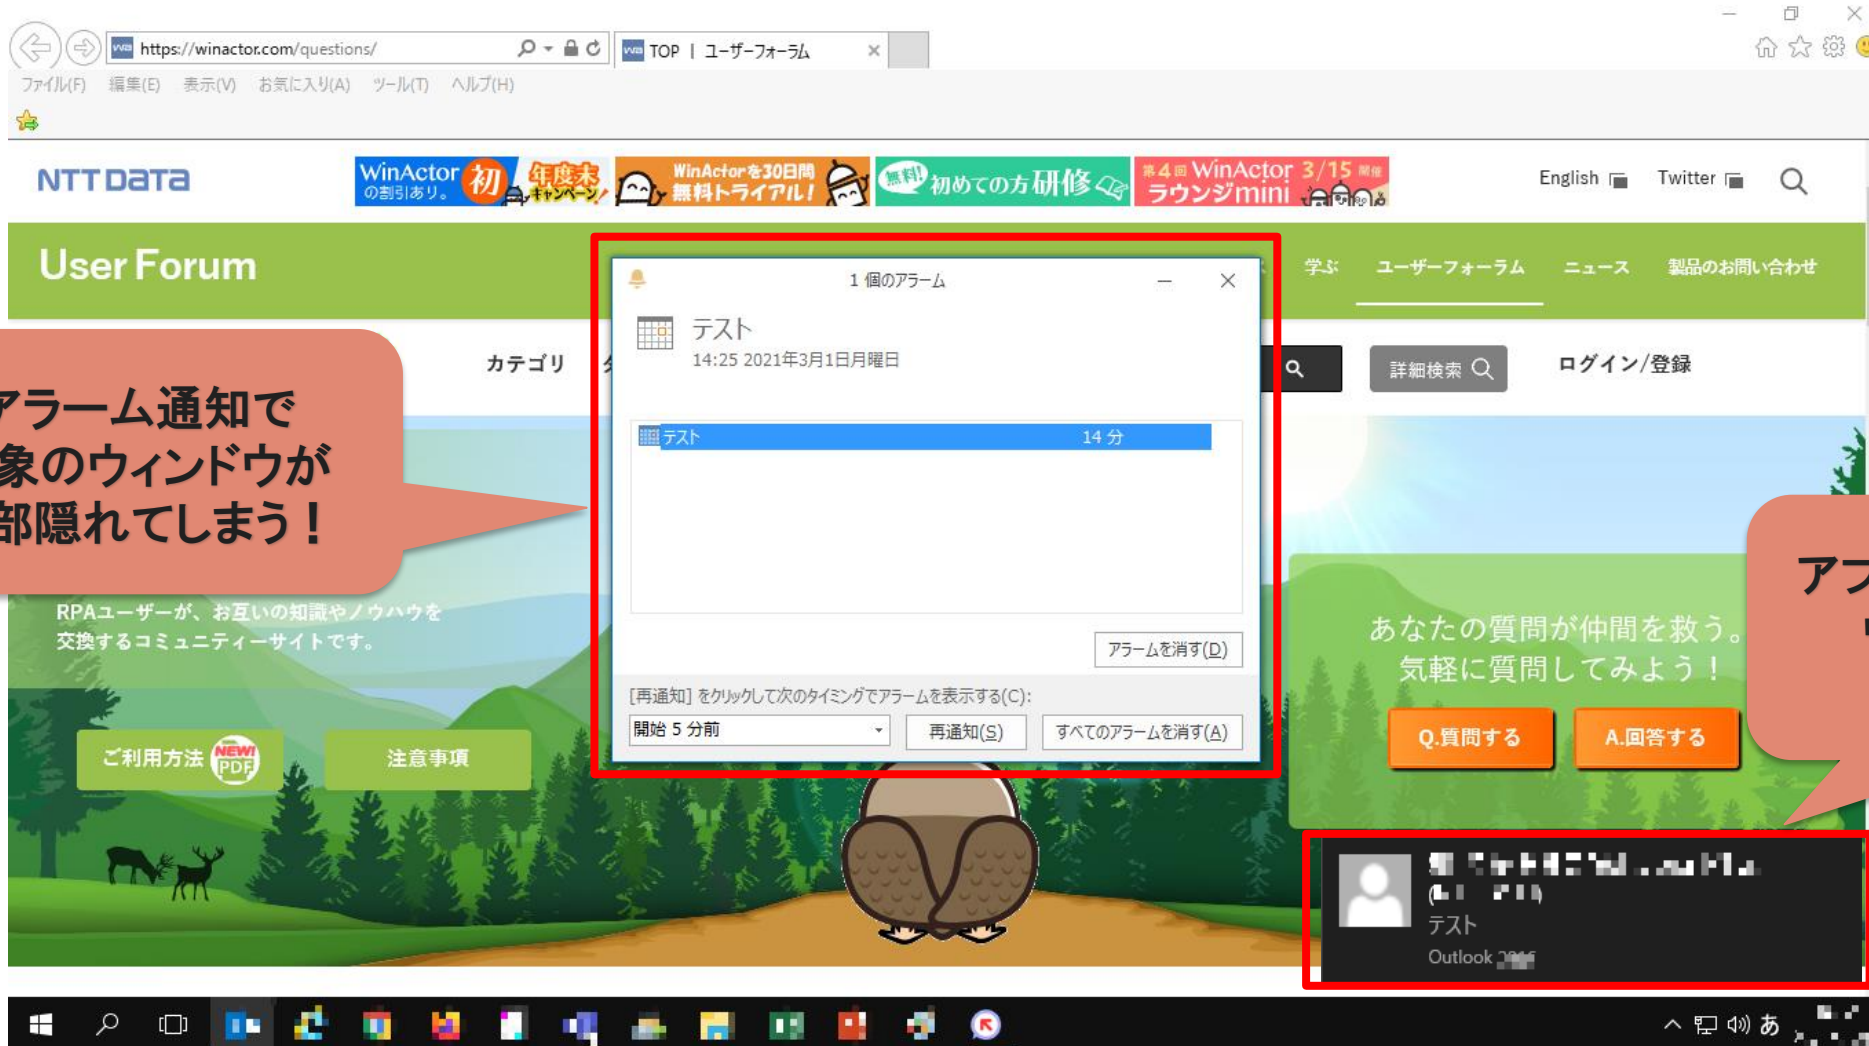 https://winactor.com/questions/
TOP | ユーザーフォーラム
ファイル(F) 編集(E) 表示(V) お気に入り(A) ツール(T) ヘルプ(H)
NTT DATA
WinActor 初
の割引あり。
年度末
キャンペーン
WinActorを30日間
無料トライアル!
無料! 初めての方研修
第4回 WinActor 3/15 開催
ラウンジmini
English
Twitter
User Forum
学ぶ ユーザーフォーラム ニュース 製品のお問い合わせ
カテゴリ
詳細検索
ログイン/登録
1 個のアラーム
テスト
14:25 2021年3月1日月曜日
テスト 14 分
アラームを消す(D)
[再通知] をクリックして次のタイミングでアラームを表示する(C):
開始 5 分前
再通知(S)
すべてのアラームを消す(A)
アラーム通知で
象のウィンドウが
部隠れてしまう!
RPAユーザーが、お互いの知識やノウハウを
交換するコミュニティーサイトです。
ご利用方法 NEW! PDF
注意事項
あなたの質問が仲間を救う。
気軽に質問してみよう!
Q.質問する
A.回答する
テスト
Outlook
あ